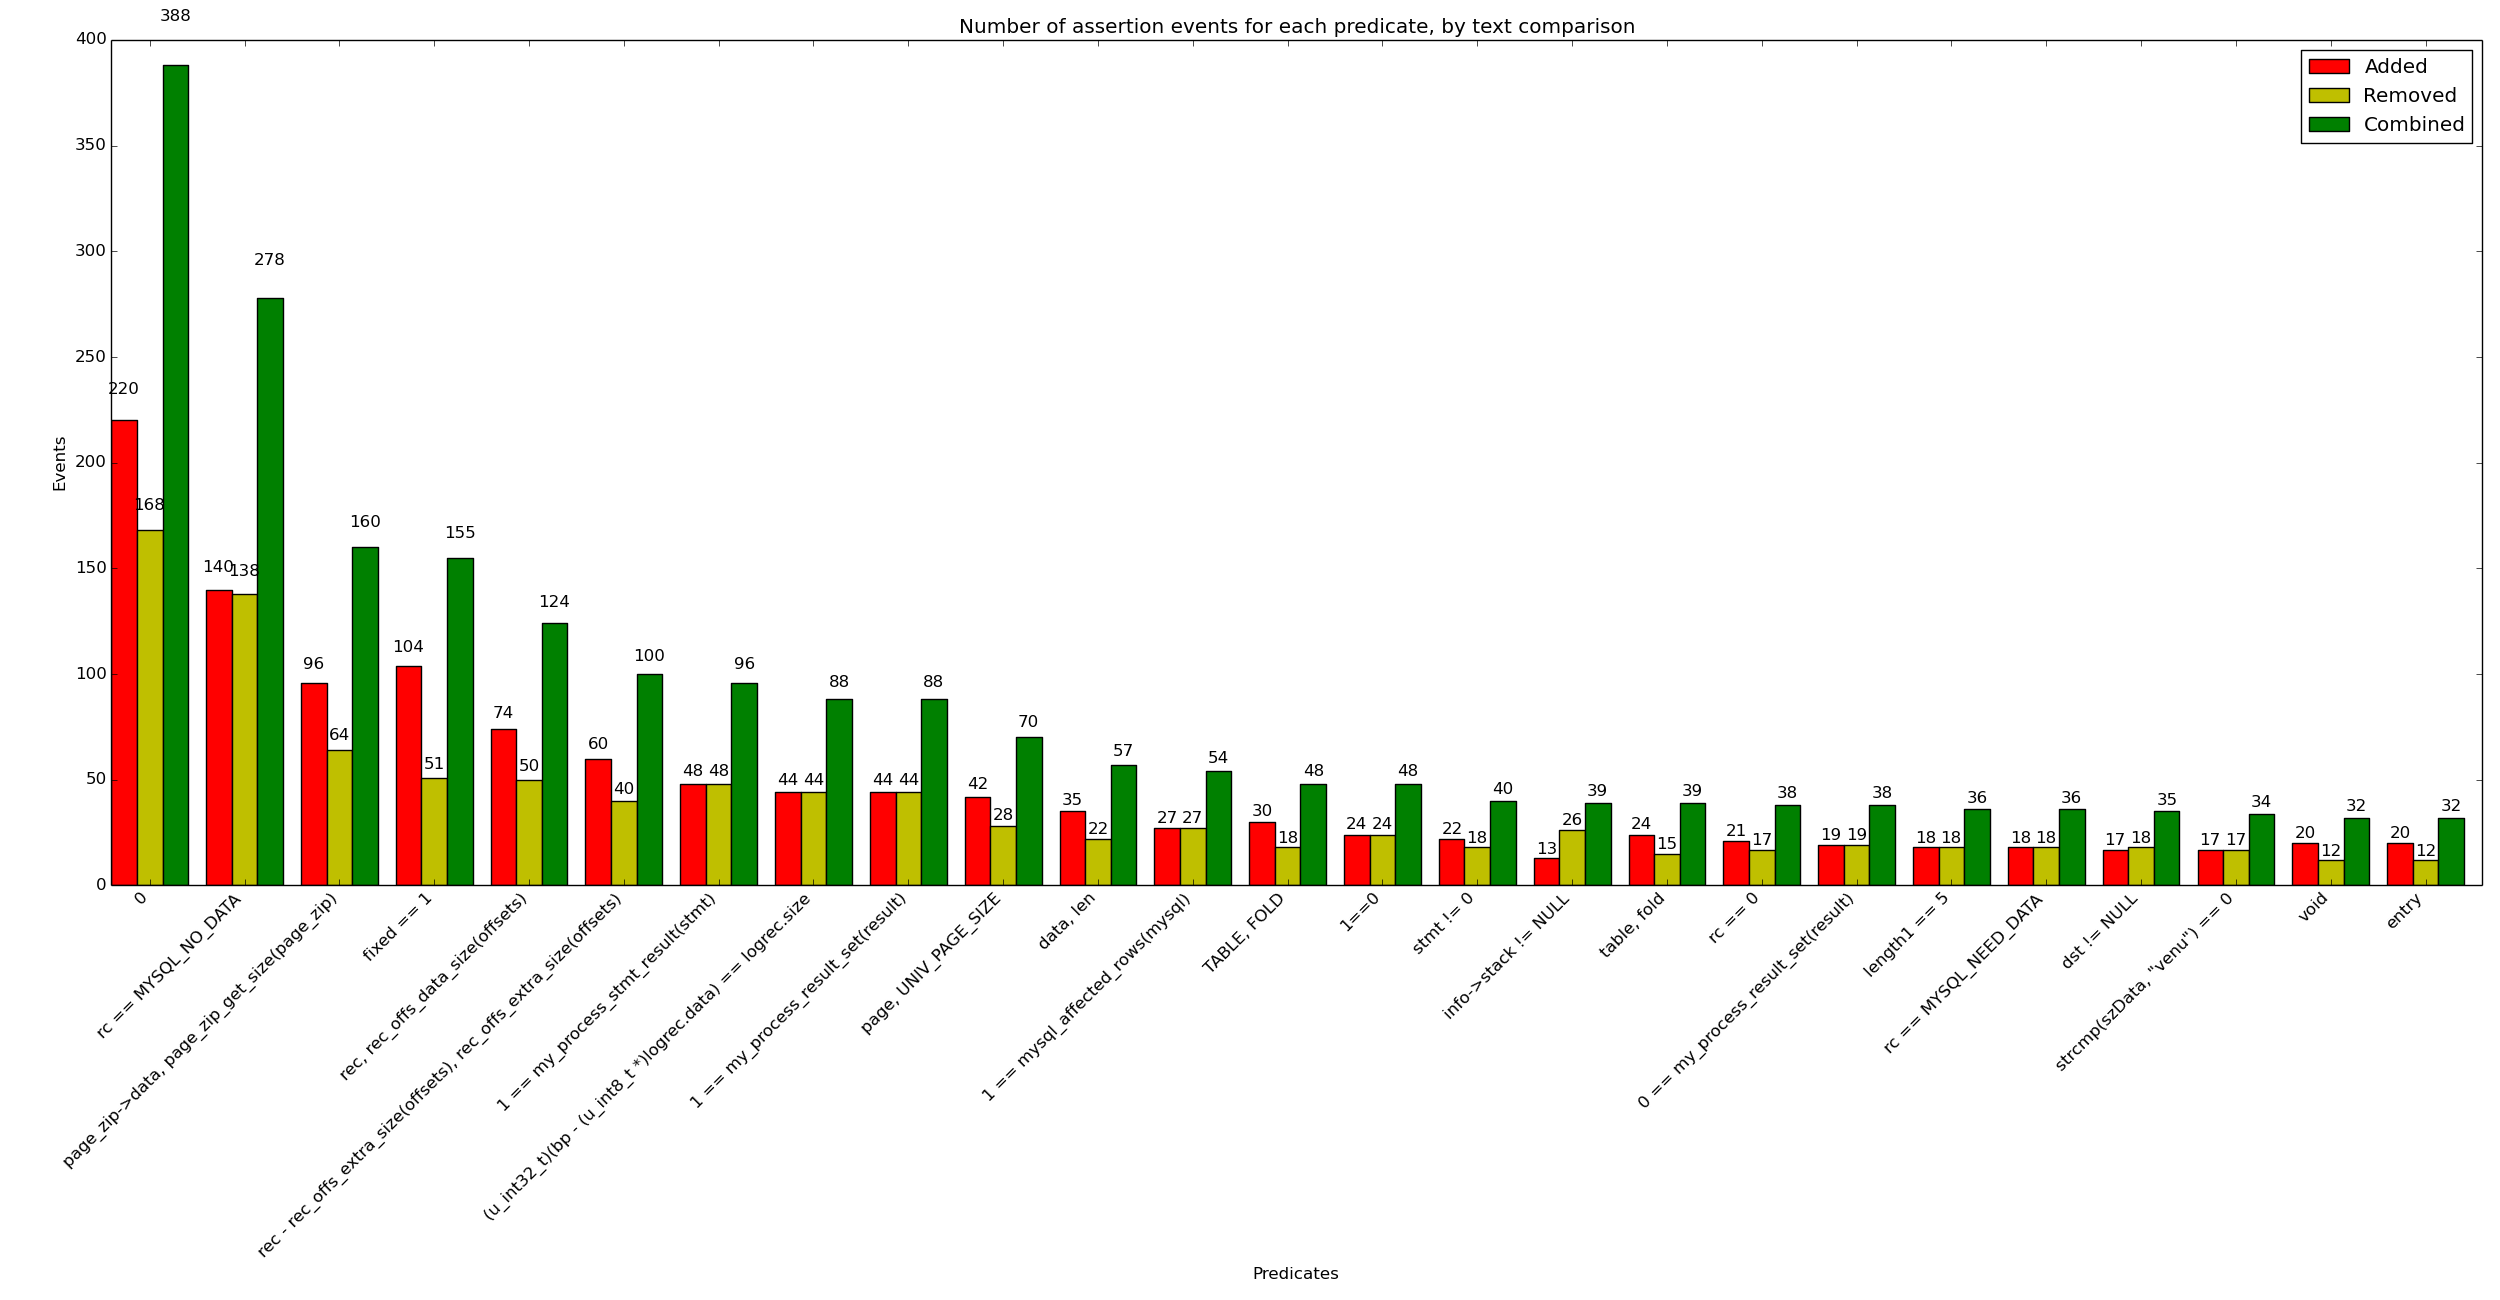 Number of assertion events for each predicate, by text comparison
Added
Removed
Combined
Events
400
350
300
250
200
150
100
50
0
220 168 388
140 138 278
96 64 160
104 51 155
74 50 124
60 40 100
48 48 96
44 44 88
44 44 88
42 28 70
35 22 57
27 27 54
30 18 48
24 24 48
22 18 40
13 26 39
24 15 39
21 17 38
19 19 38
18 18 36
18 18 36
17 18 35
17 17 34
20 12 32
20 12 32
0
rc == MYSQL_NO_DATA
page_zip->data, page_zip_get_size(page_zip)
fixed == 1
rec, rec_offs_data_size(offsets)
rec - rec_offs_extra_size(offsets), rec_offs_extra_size(offsets)
1 == my_process_stmt_result(stmt)
(u_int32_t)(bp - (u_int8_t *)logrec.data) == logrec.size
1 == my_process_result_set(result)
page, UNIV_PAGE_SIZE
data, len
1 == mysql_affected_rows(mysql)
TABLE, FOLD
1==0
stmt != 0
info->stack != NULL
table, fold
rc == 0
0 == my_process_result_set(result)
length1 == 5
rc == MYSQL_NEED_DATA
dst != NULL
strcmp(szData, "venu") == 0
void
entry
Predicates